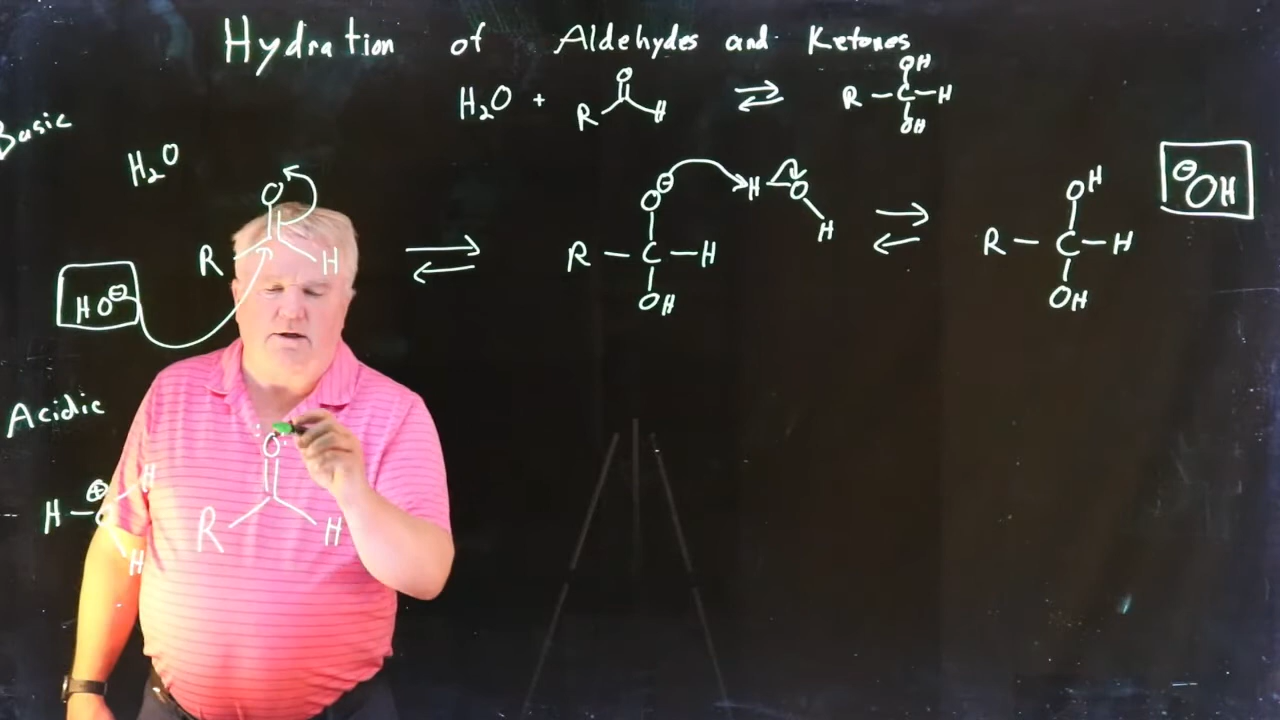 Hydration of Aldehydes and Ketones
H₂O + R O H ⇌ R – C – H OH OH
Basic
H₂O
HO⊖ R O H ⇌ R – C – H O⊖ OH H O H ⇌ R – C – H OH OH ⊖OH
Acidic
H – O⊕ H H R O H